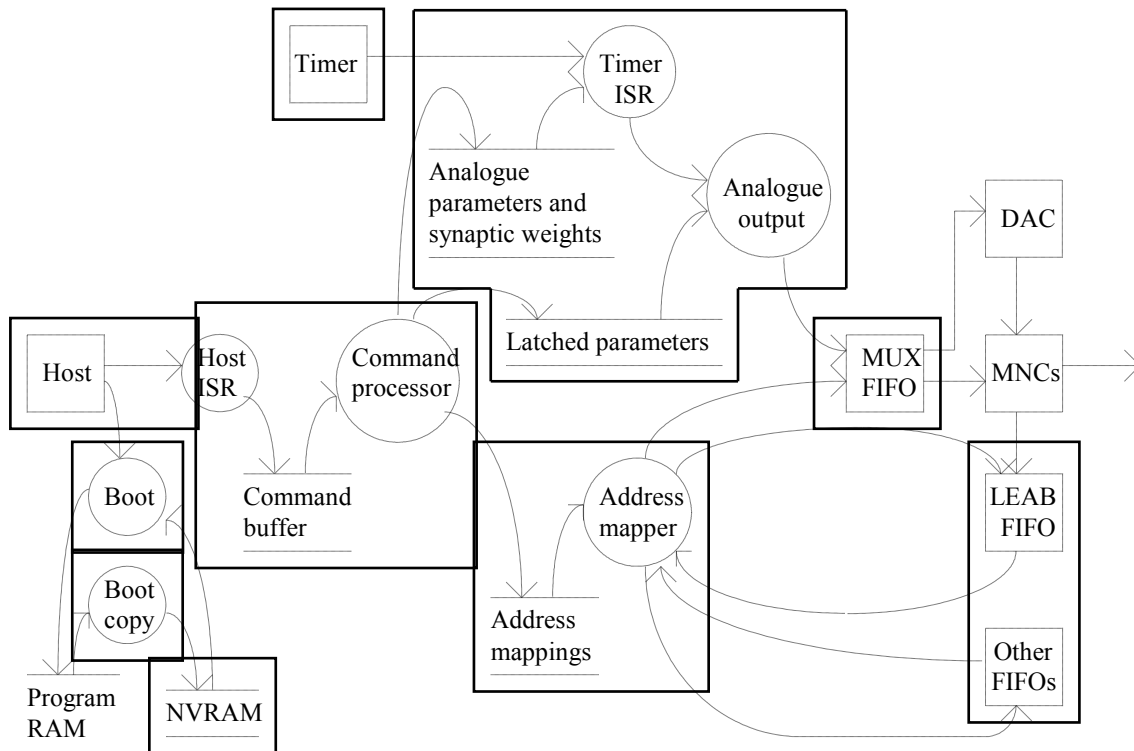 Timer
Timer
ISR
Analogue
parameters and
synaptic weights
Analogue
output
DAC
Latched parameters
Host
Host
ISR
Command
processor
MUX
FIFO
MNCs
Boot
Command
buffer
Address
mapper
LEAB
FIFO
Boot
copy
Address
mappings
Other
FIFOs
Program
RAM
NVRAM